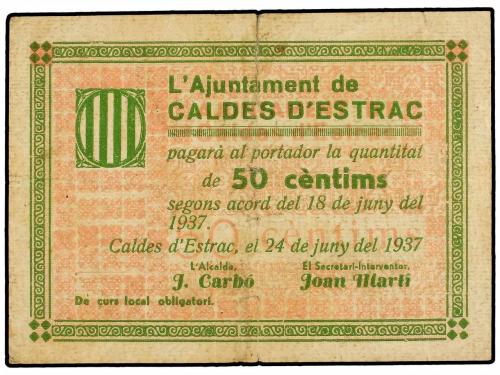 L'Ajuntament de
CALDES D'ESTRAC
pagarà al portador la quantitat
de 50 cèntims
segons acord del 18 de juny del
1937.
50 cèntims
Caldes d'Estrac, el 24 de juny del 1937
L'Alcalde, El Secretari-Interventor,
J. Carbó Joan Martí
De curs local obligatori.